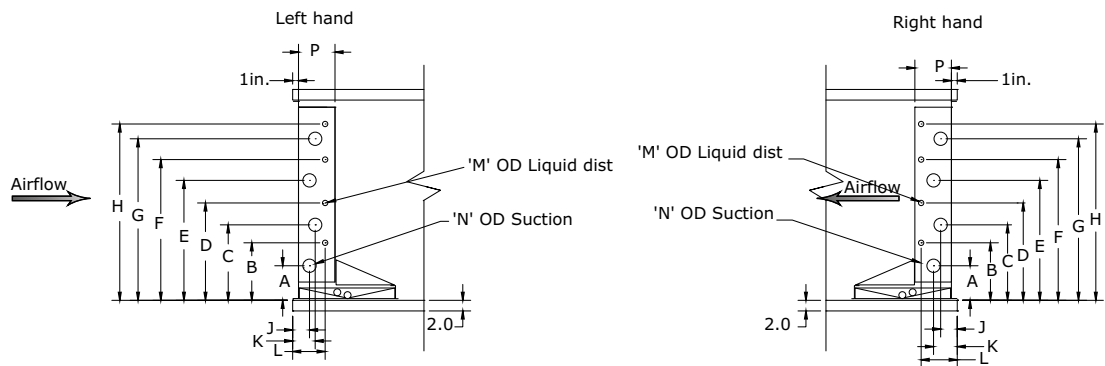 Left hand
Right hand
P
1in.
P
1in.
'M' OD Liquid dist
'M' OD Liquid dist
Airflow
Airflow
'N' OD Suction
'N' OD Suction
H
G
F
E
D
C
B
A
J
K
L
2.0
2.0
A
B
C
D
E
F
G
H
J
K
L